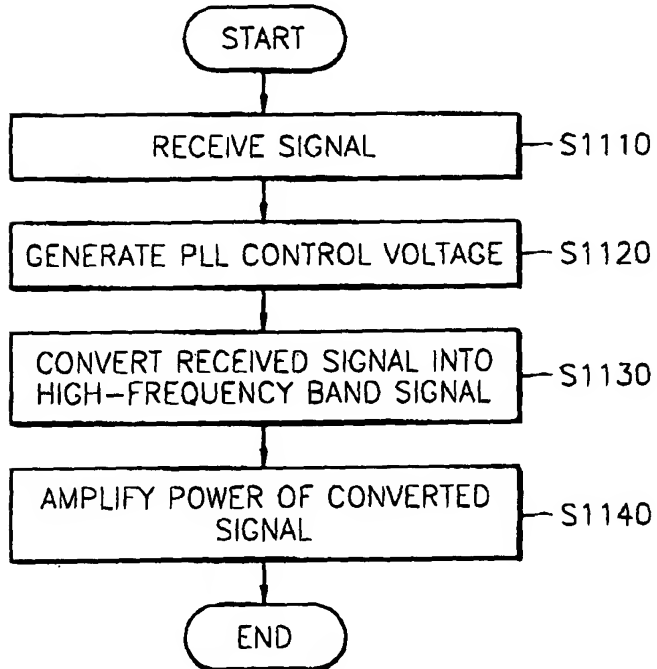 START
RECEIVE SIGNAL
S1110
GENERATE PLL CONTROL VOLTAGE
S1120
CONVERT RECEIVED SIGNAL INTO
HIGH-FREQUENCY BAND SIGNAL
S1130
AMPLIFY POWER OF CONVERTED
SIGNAL
S1140
END